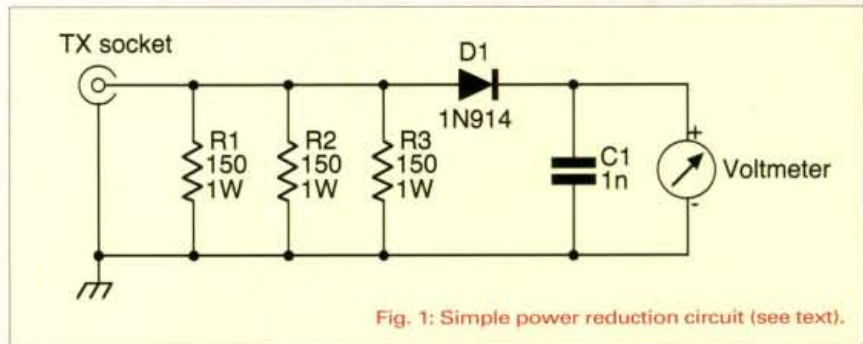 TX socket
D1
1N914
R1
150
1W
R2
150
1W
R3
150
1W
C1
1n
+
-
Voltmeter
Fig. 1: Simple power reduction circuit (see text).